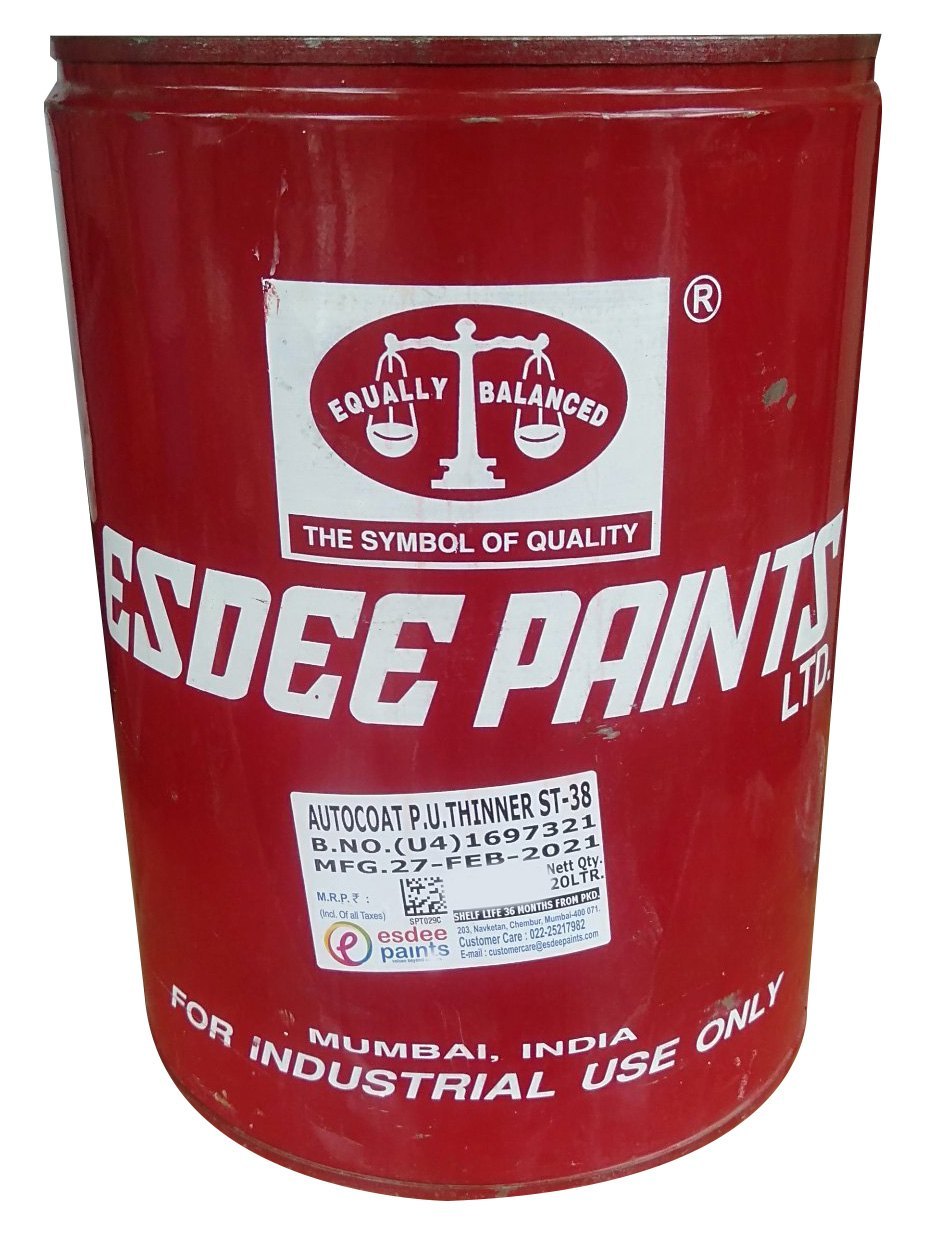 ®
EQUALLY BALANCED
THE SYMBOL OF QUALITY
ESDEE PAINTS
LTD.
AUTOCOAT P.U.THINNER ST-38
B.NO.(U4)1697321
MFG.27-FEB-2021
Nett Qty.
20LTR.
M.R.P.₹ :
(Incl. Of all Taxes)
SPT029C
SHELF LIFE 36 MONTHS FROM PKD.
203, Navketan, Chembur, Mumbai-400 071.
Customer Care : 022-25217982
E-mail : customercare@esdeepaints.com
esdee
paints
MUMBAI, INDIA
FOR INDUSTRIAL USE ONLY